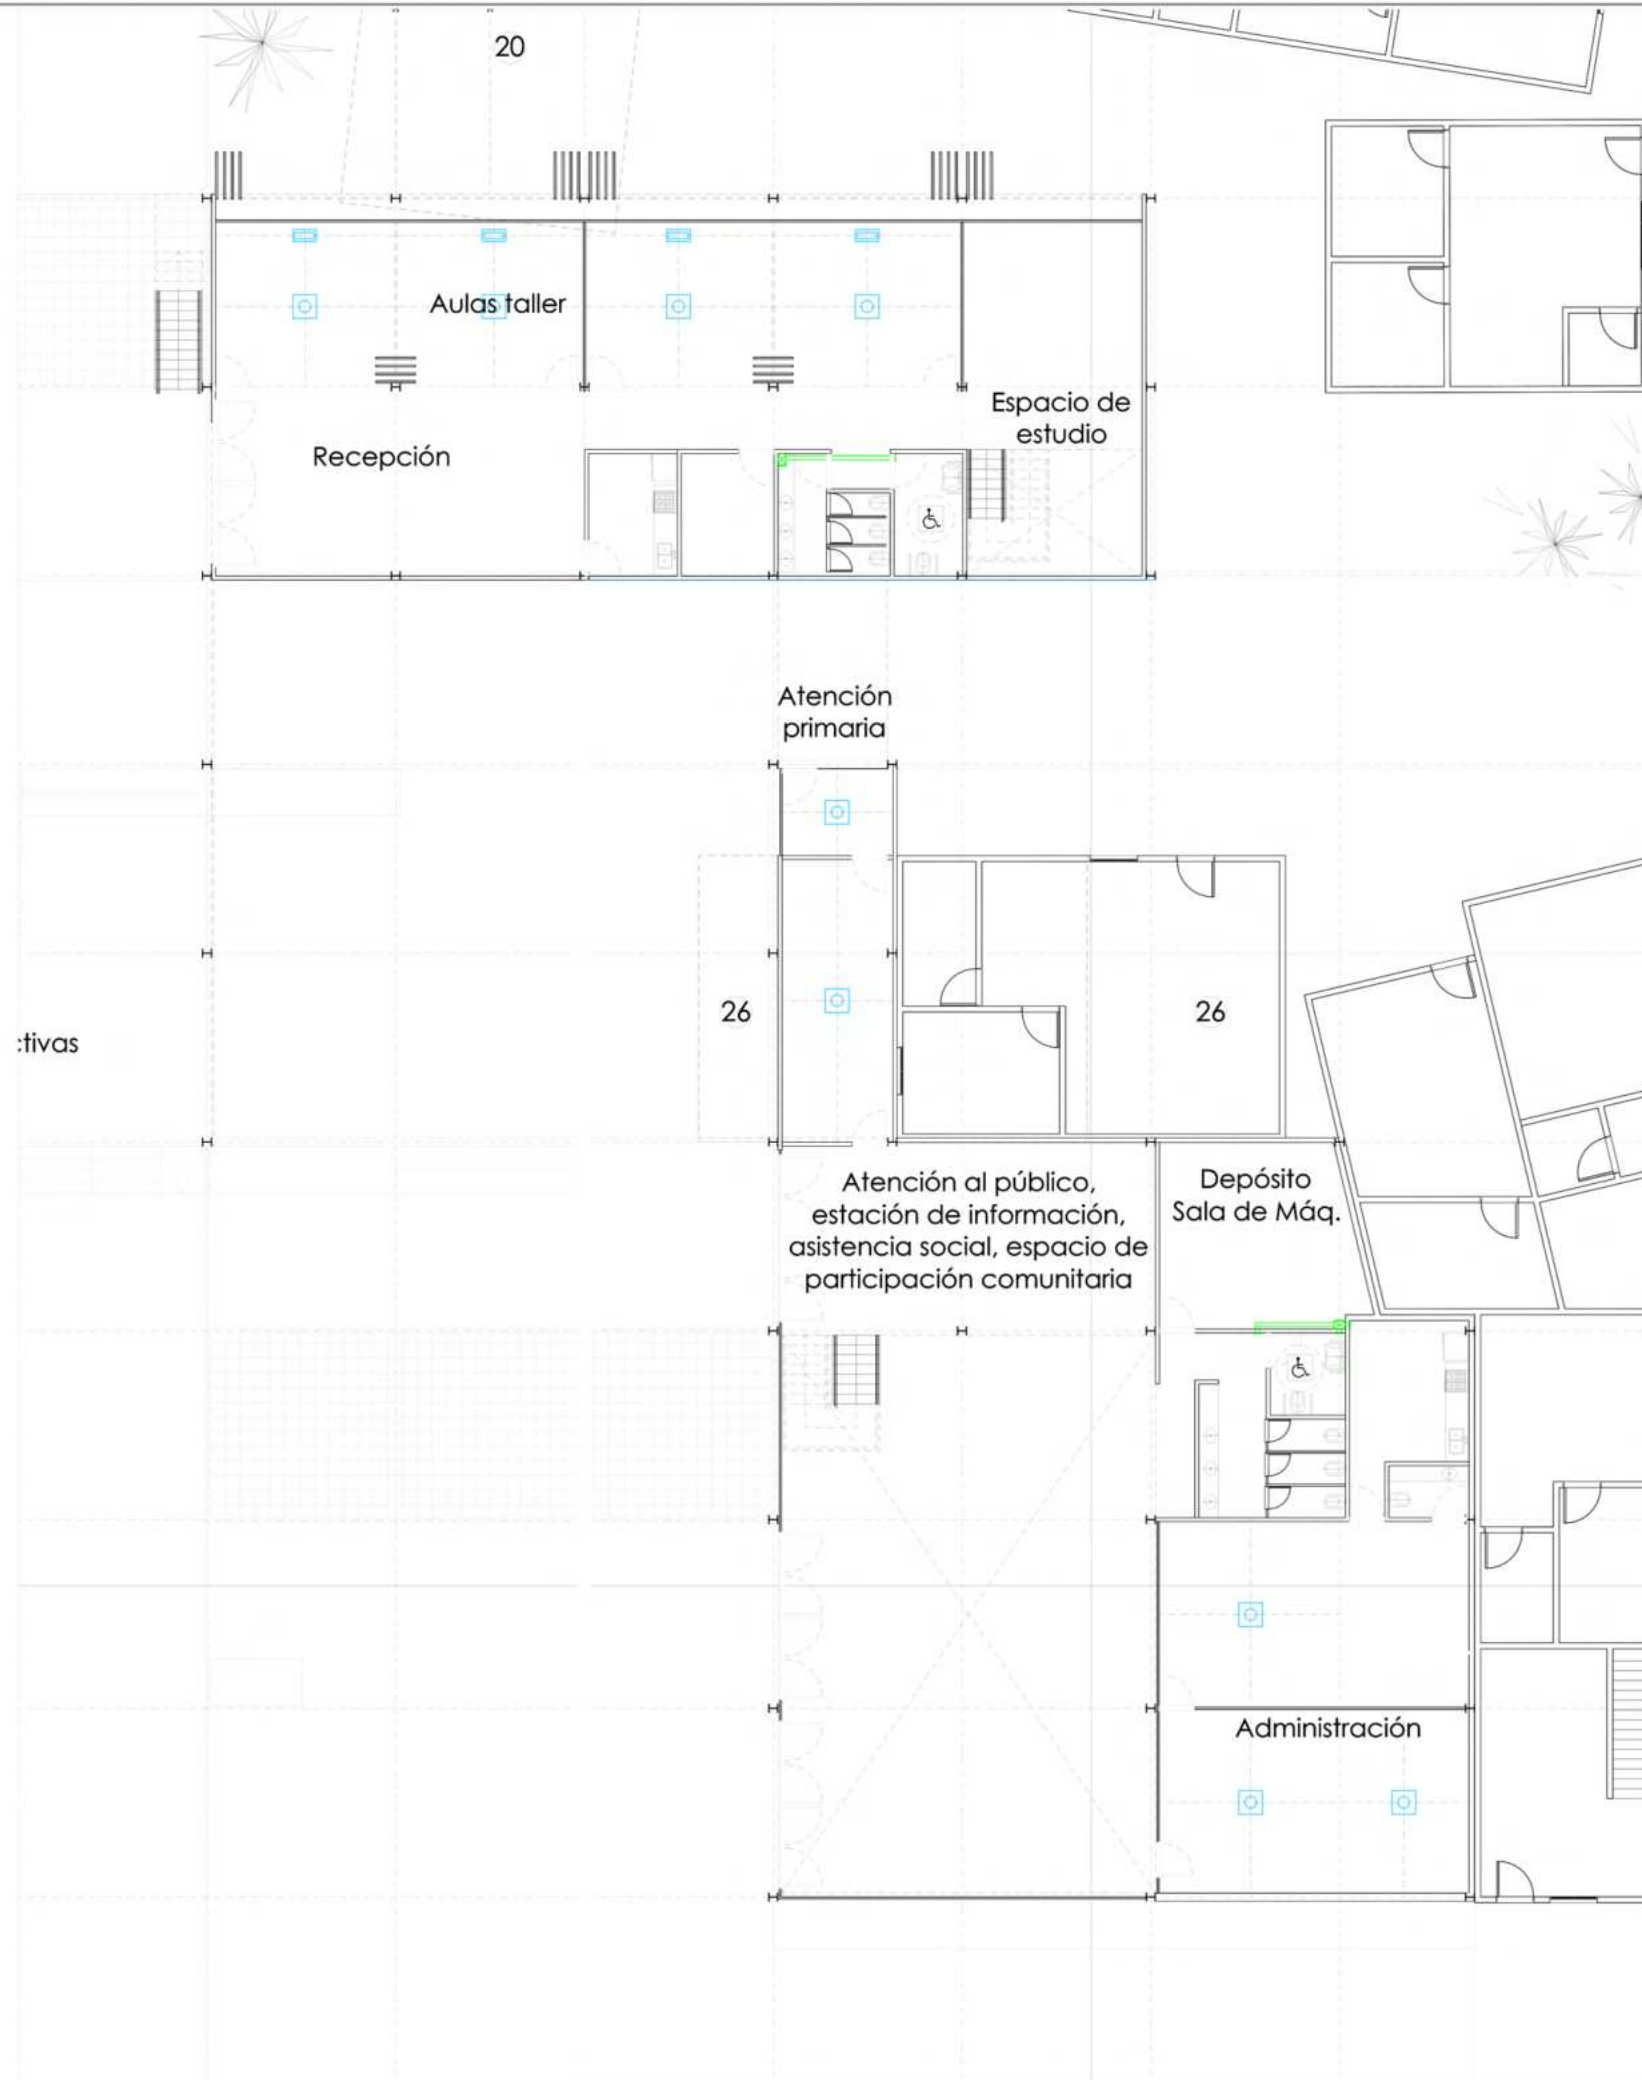 20
Aulas taller
Espacio de
estudio
Recepción
Atención
primaria
26
26
:tivas
Atención al público,
estación de información,
asistencia social, espacio de
participación comunitaria
Depósito
Sala de Máq.
Administración